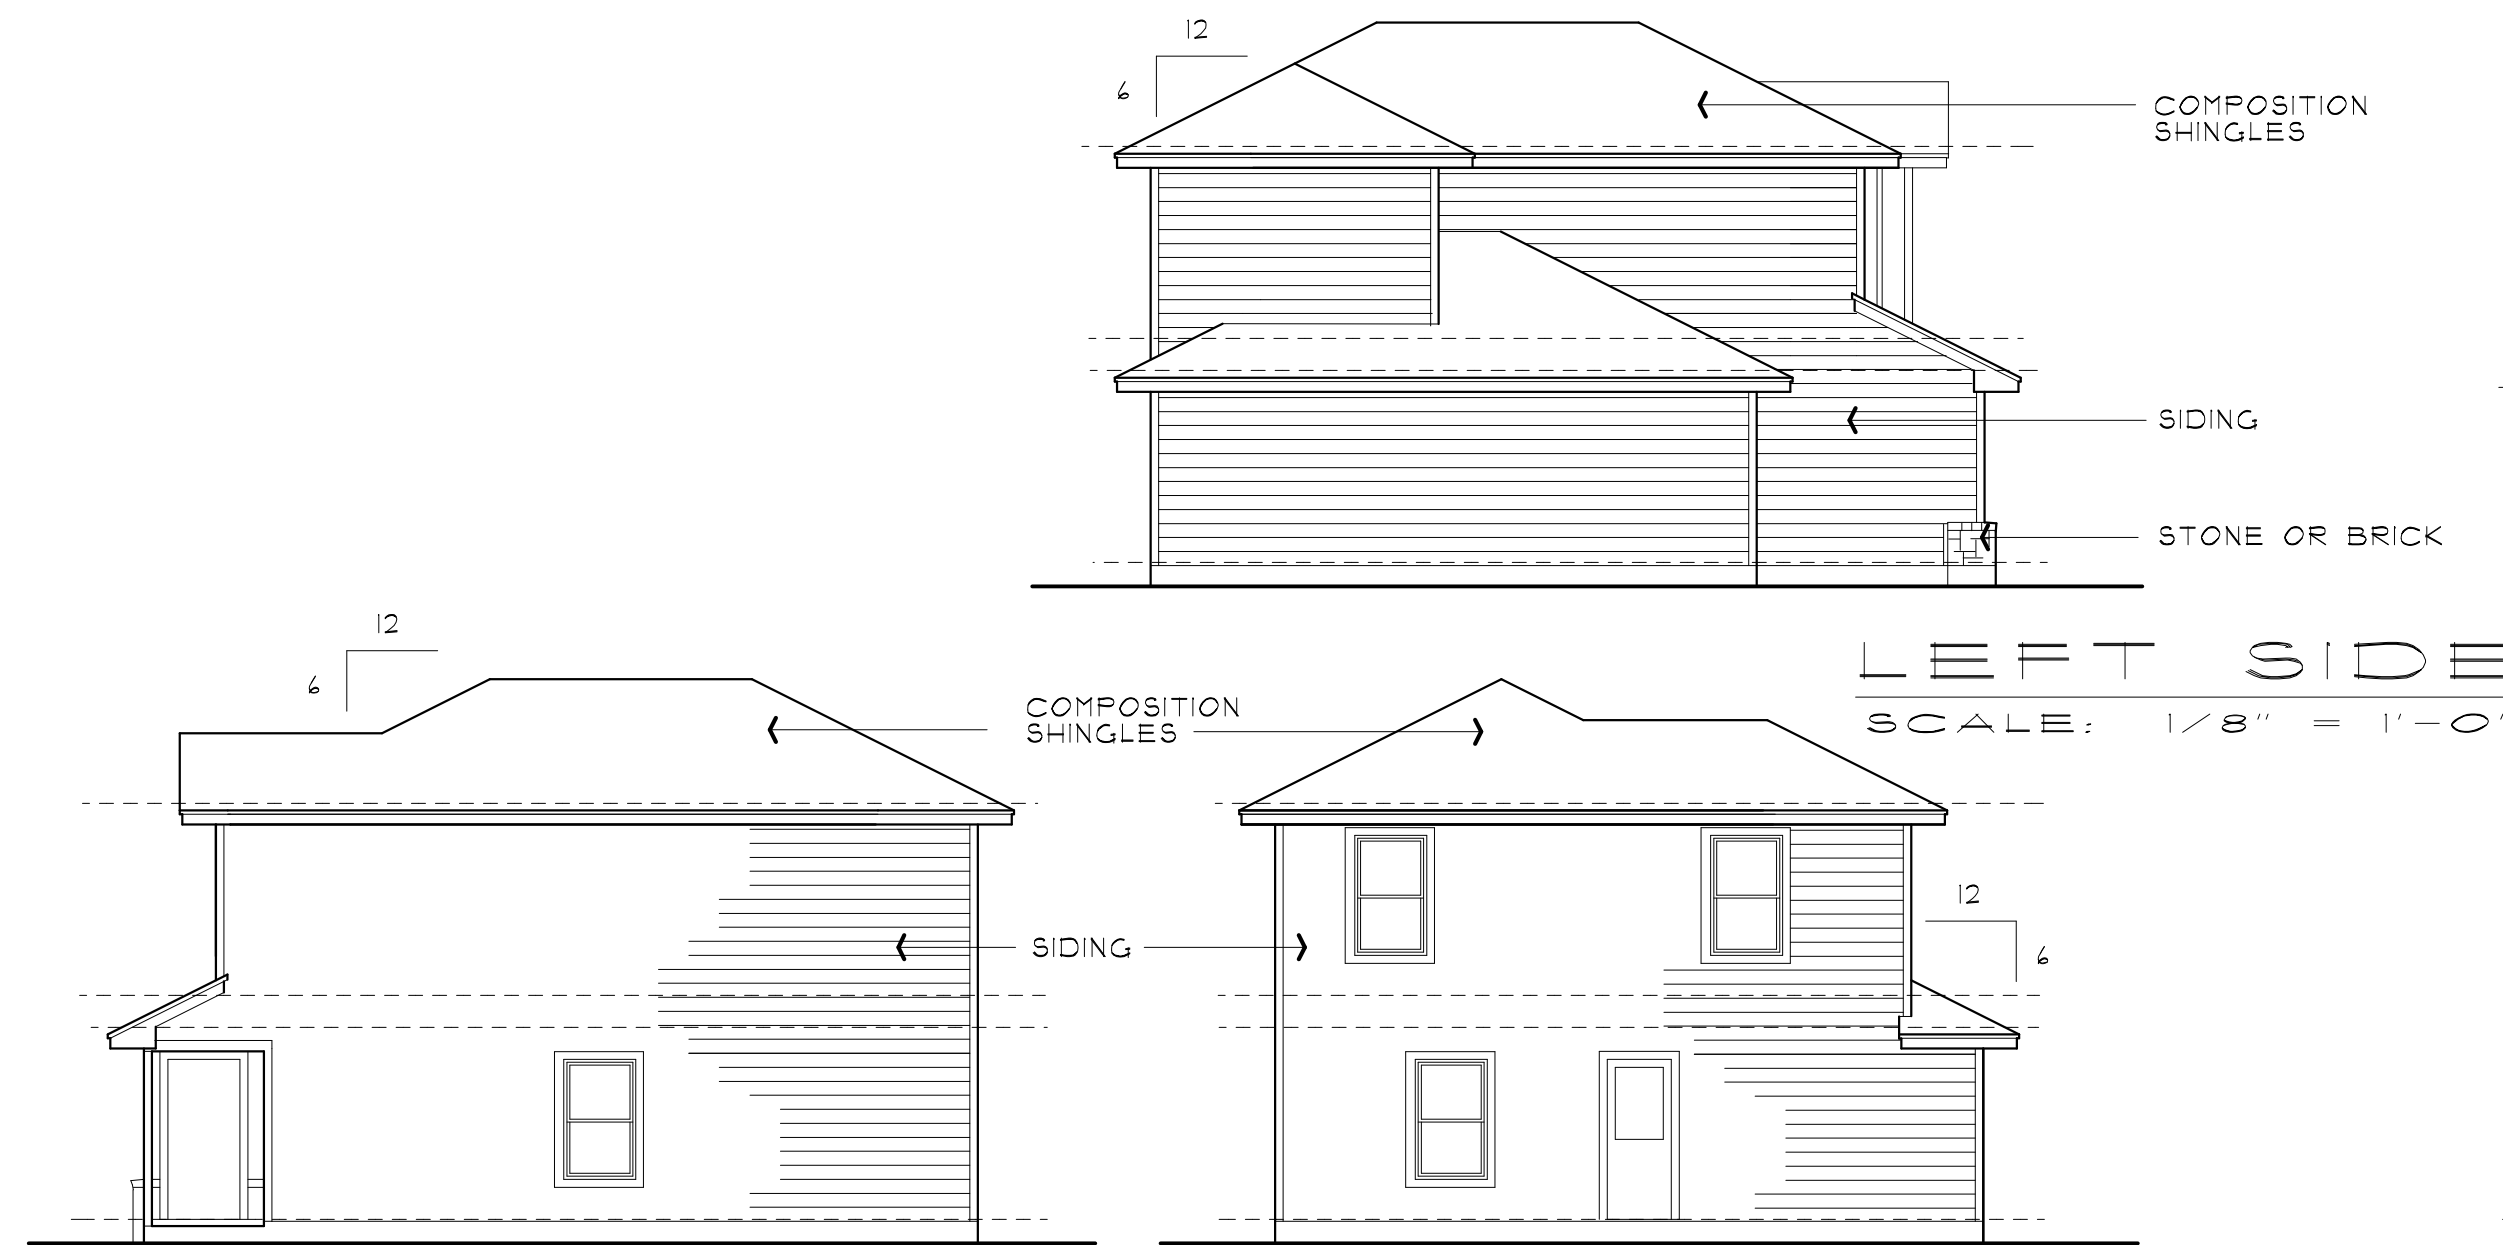 12
6
COMPOSITION
SHINGLES
SIDING
STONE OR BRICK
LEFT SIDE
SCALE: 1/8" = 1'-0"
12
6
COMPOSITION
SHINGLES
SIDING
12
6